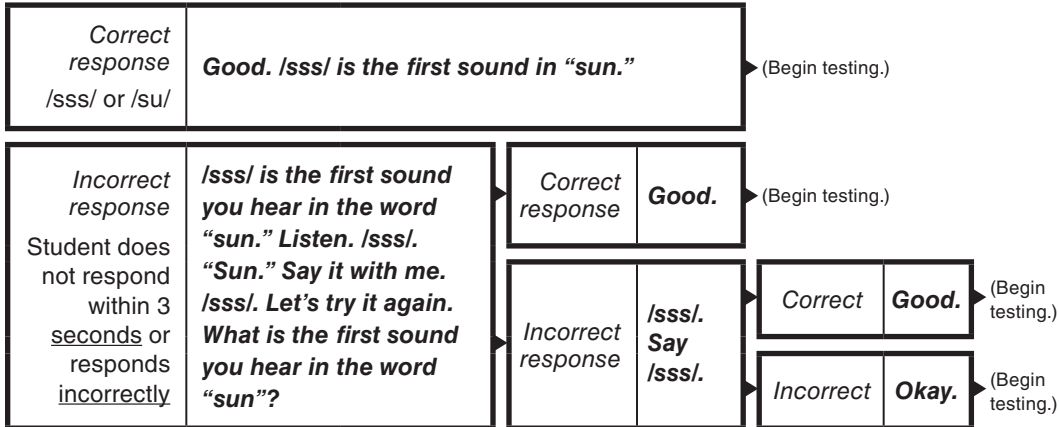 Correct
response
/sss/ or /su/
Good. /sss/ is the first sound in “sun.”
(Begin testing.)
Incorrect
response
Student does
not respond
within 3
seconds or
responds
incorrectly
/sss/ is the first sound
you hear in the word
“sun.” Listen. /sss/.
“Sun.” Say it with me.
/sss/. Let’s try it again.
What is the first sound
you hear in the word
“sun”?
Correct
response
Good.
(Begin testing.)
Incorrect
response
/sss/.
Say
/sss/.
Correct
Good.
(Begin
testing.)
Incorrect
Okay.
(Begin
testing.)